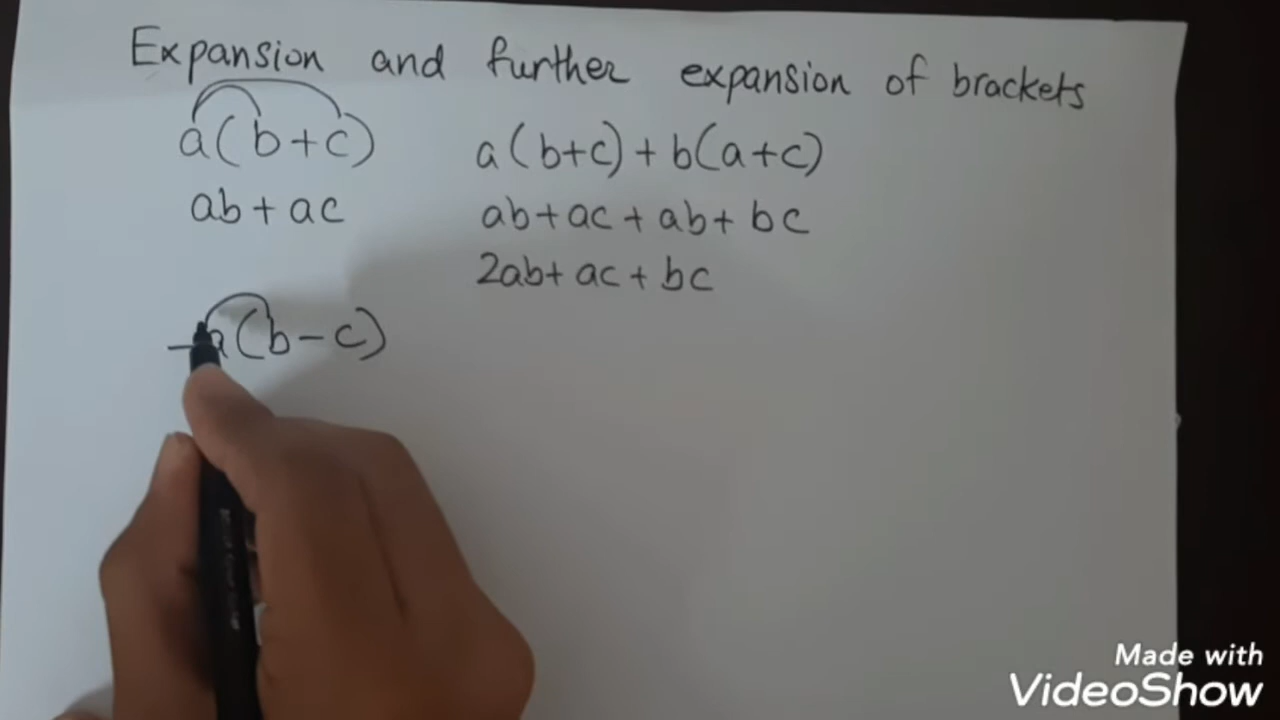 Expansion and further expansion of brackets
a(b+c)
ab+ac
a(b+c)+b(a+c)
ab+ac+ab+bc
2ab+ac+bc
-a(b-c)
Made with
VideoShow